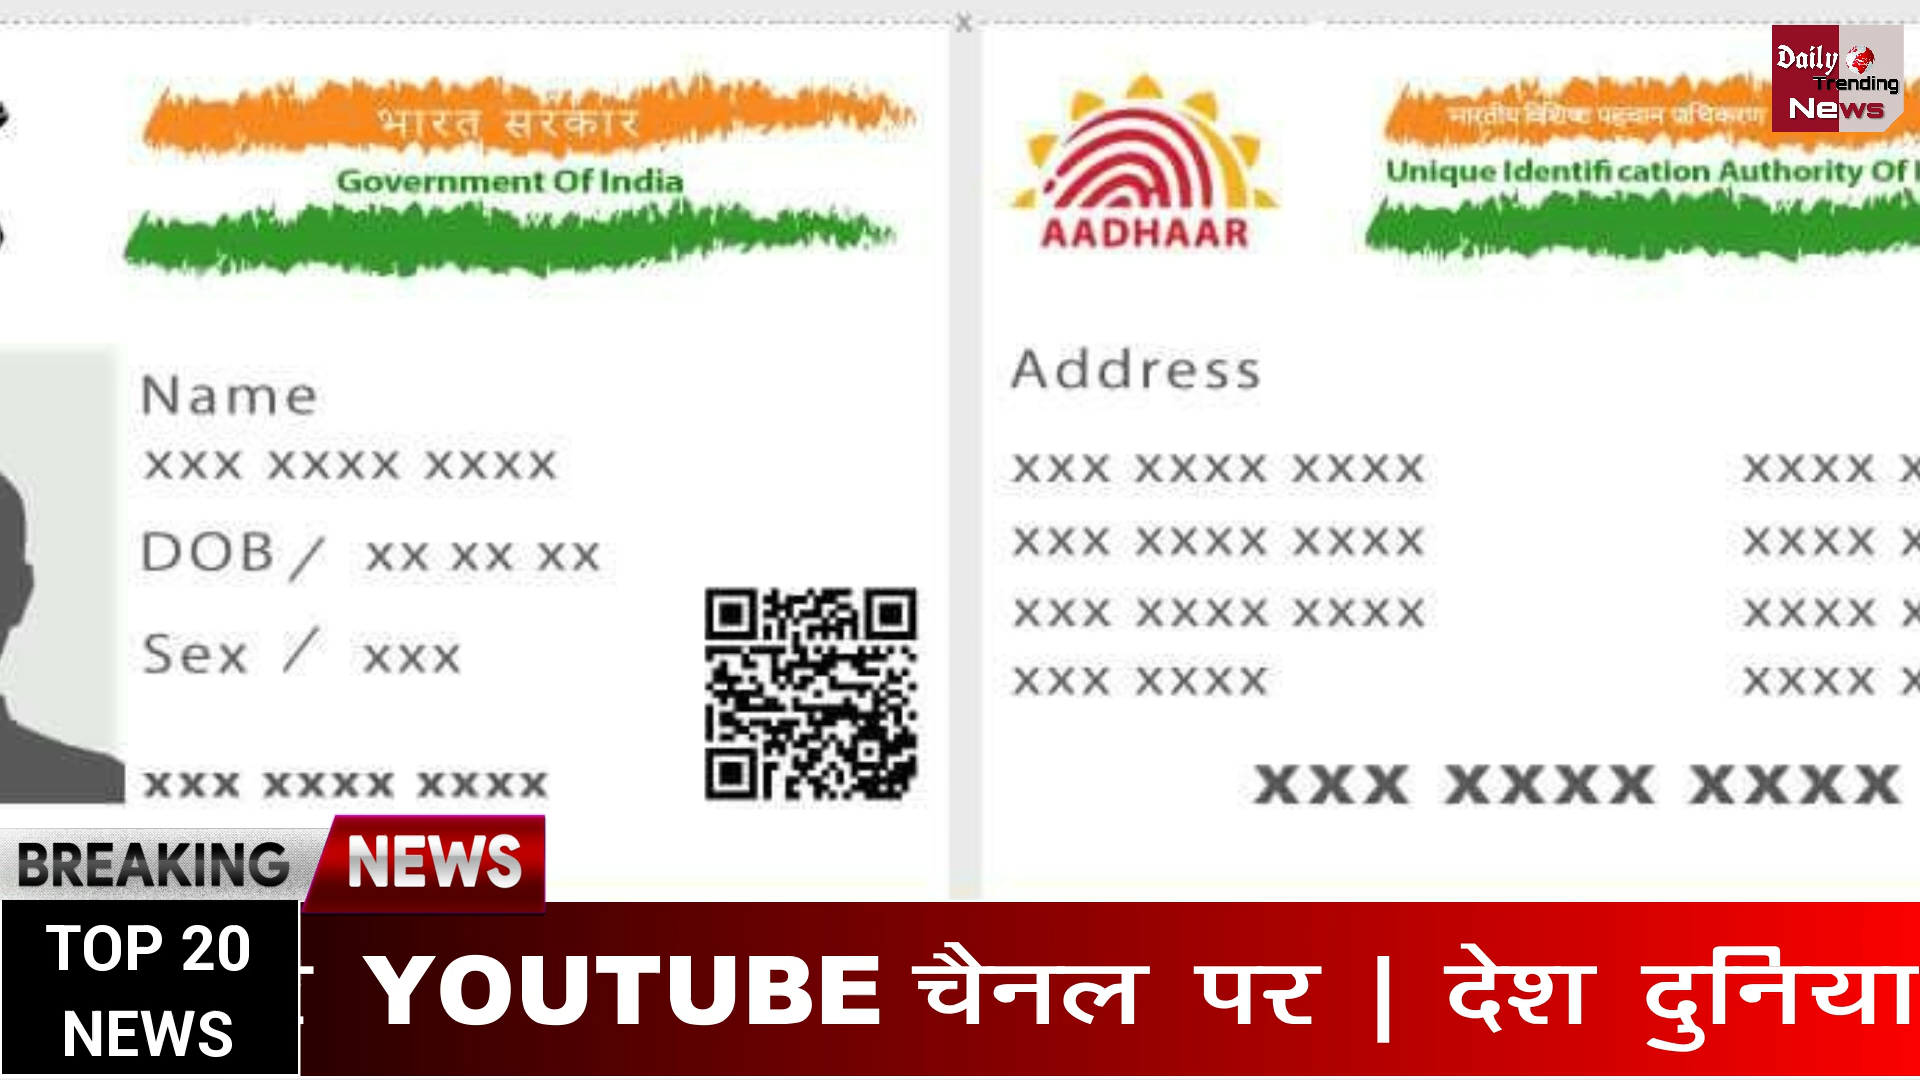 भारत सरकार
Government Of India
Name
xxx xxxx xxxx
DOB / xx xx xx
Sex / xxx
xxx xxxx xxxx
AADHAAR
भारतीय विशिष्ट पहचान प्राधिकरण
Unique Identification Authority Of
Address
xxx xxxx xxxx xxxx x
xxx xxxx xxxx xxxx x
xxx xxxx xxxx xxxx x
xxx xxxx xxxx x
xxx xxxx xxxx
Daily
Trending
News
BREAKING NEWS
TOP 20
NEWS
YOUTUBE चैनल पर | देश दुनिया